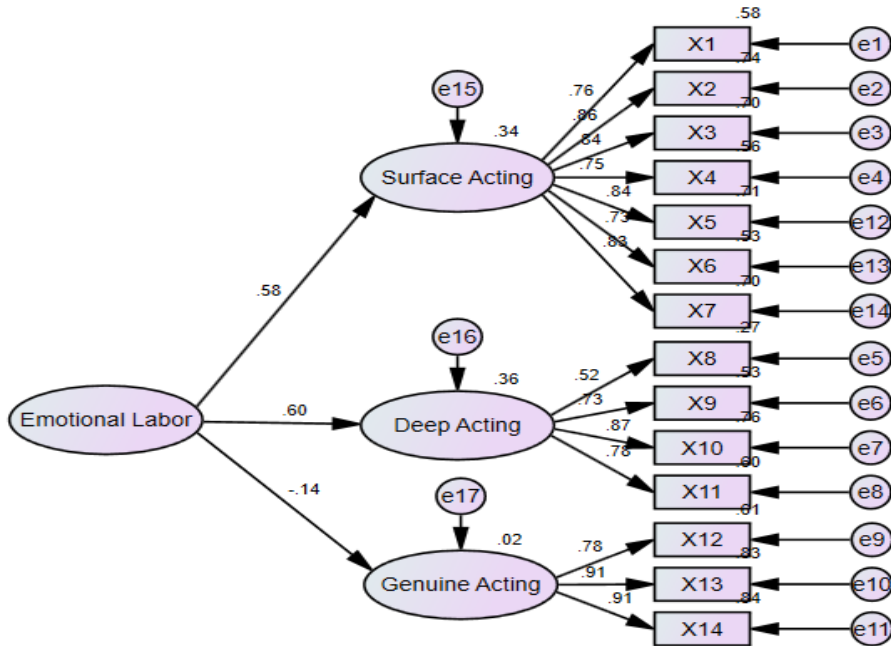 .58
X1
e1
.74
.76
X2
e2
e15
.70
.86
X3
e3
.34
.84
.56
.75
X4
e4
Surface Acting
.71
.84
X5
e12
.73
.53
X6
e13
.83
.70
X7
e14
.58
.27
e16
X8
e5
.36
.52
.53
.73
X9
e6
.76
Emotional Labor
.60
Deep Acting
.87
X10
e7
.78
.60
X11
e8
-.14
e17
.61
.02
.78
X12
e9
.83
.91
X13
e10
Genuine Acting
.84
.91
X14
e11